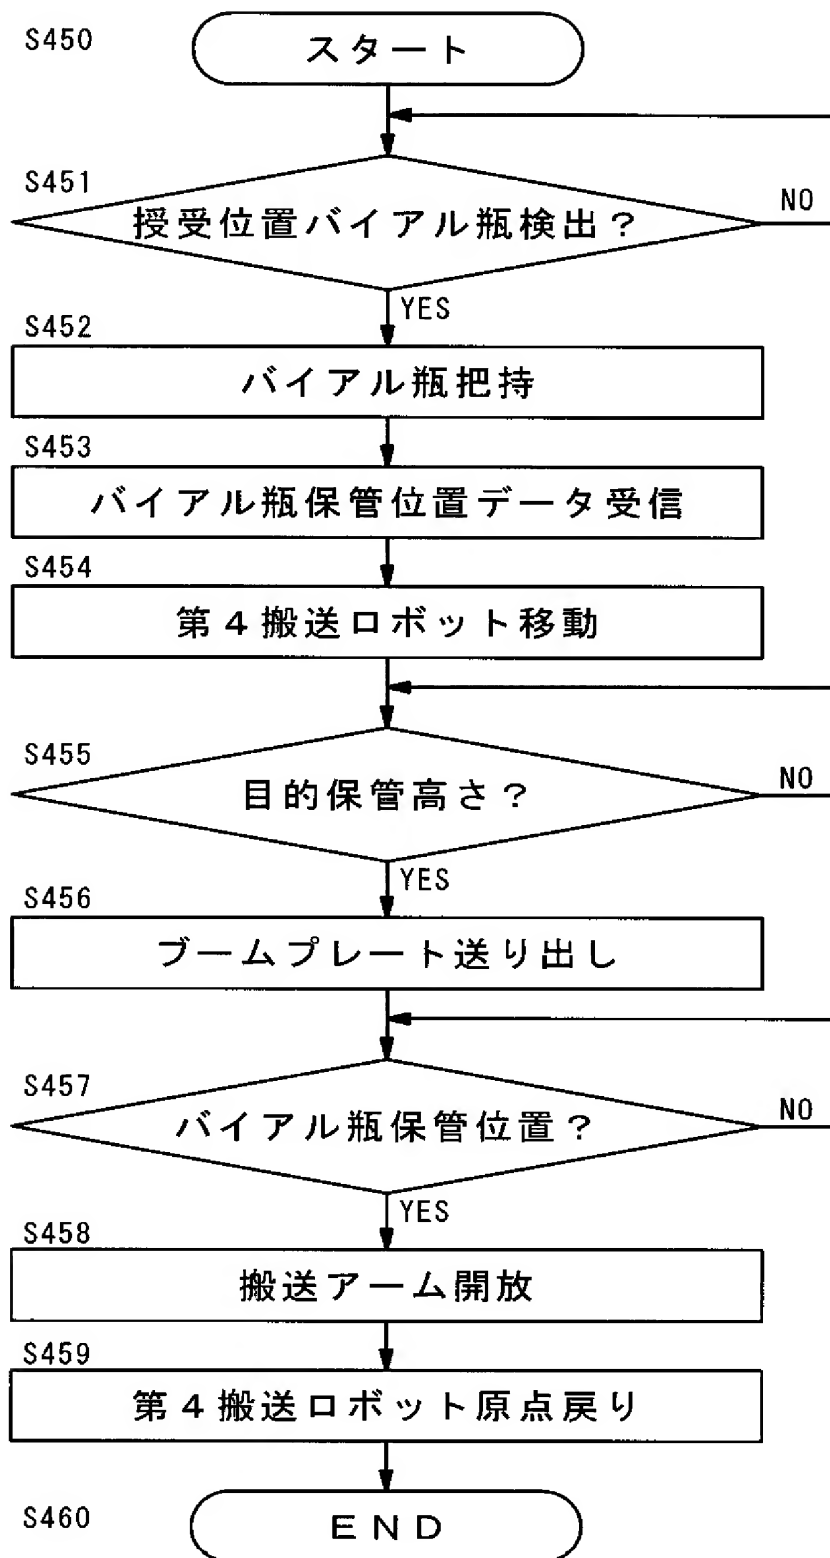 S450
スタート
S451
授受位置バイアル瓶検出?
NO
YES
S452
バイアル瓶把持
S453
バイアル瓶保管位置データ受信
S454
第4搬送ロボット移動
S455
目的保管高さ?
NO
YES
S456
ブームプレート送り出し
S457
バイアル瓶保管位置?
NO
YES
S458
搬送アーム開放
S459
第4搬送ロボット原点戻り
S460
END